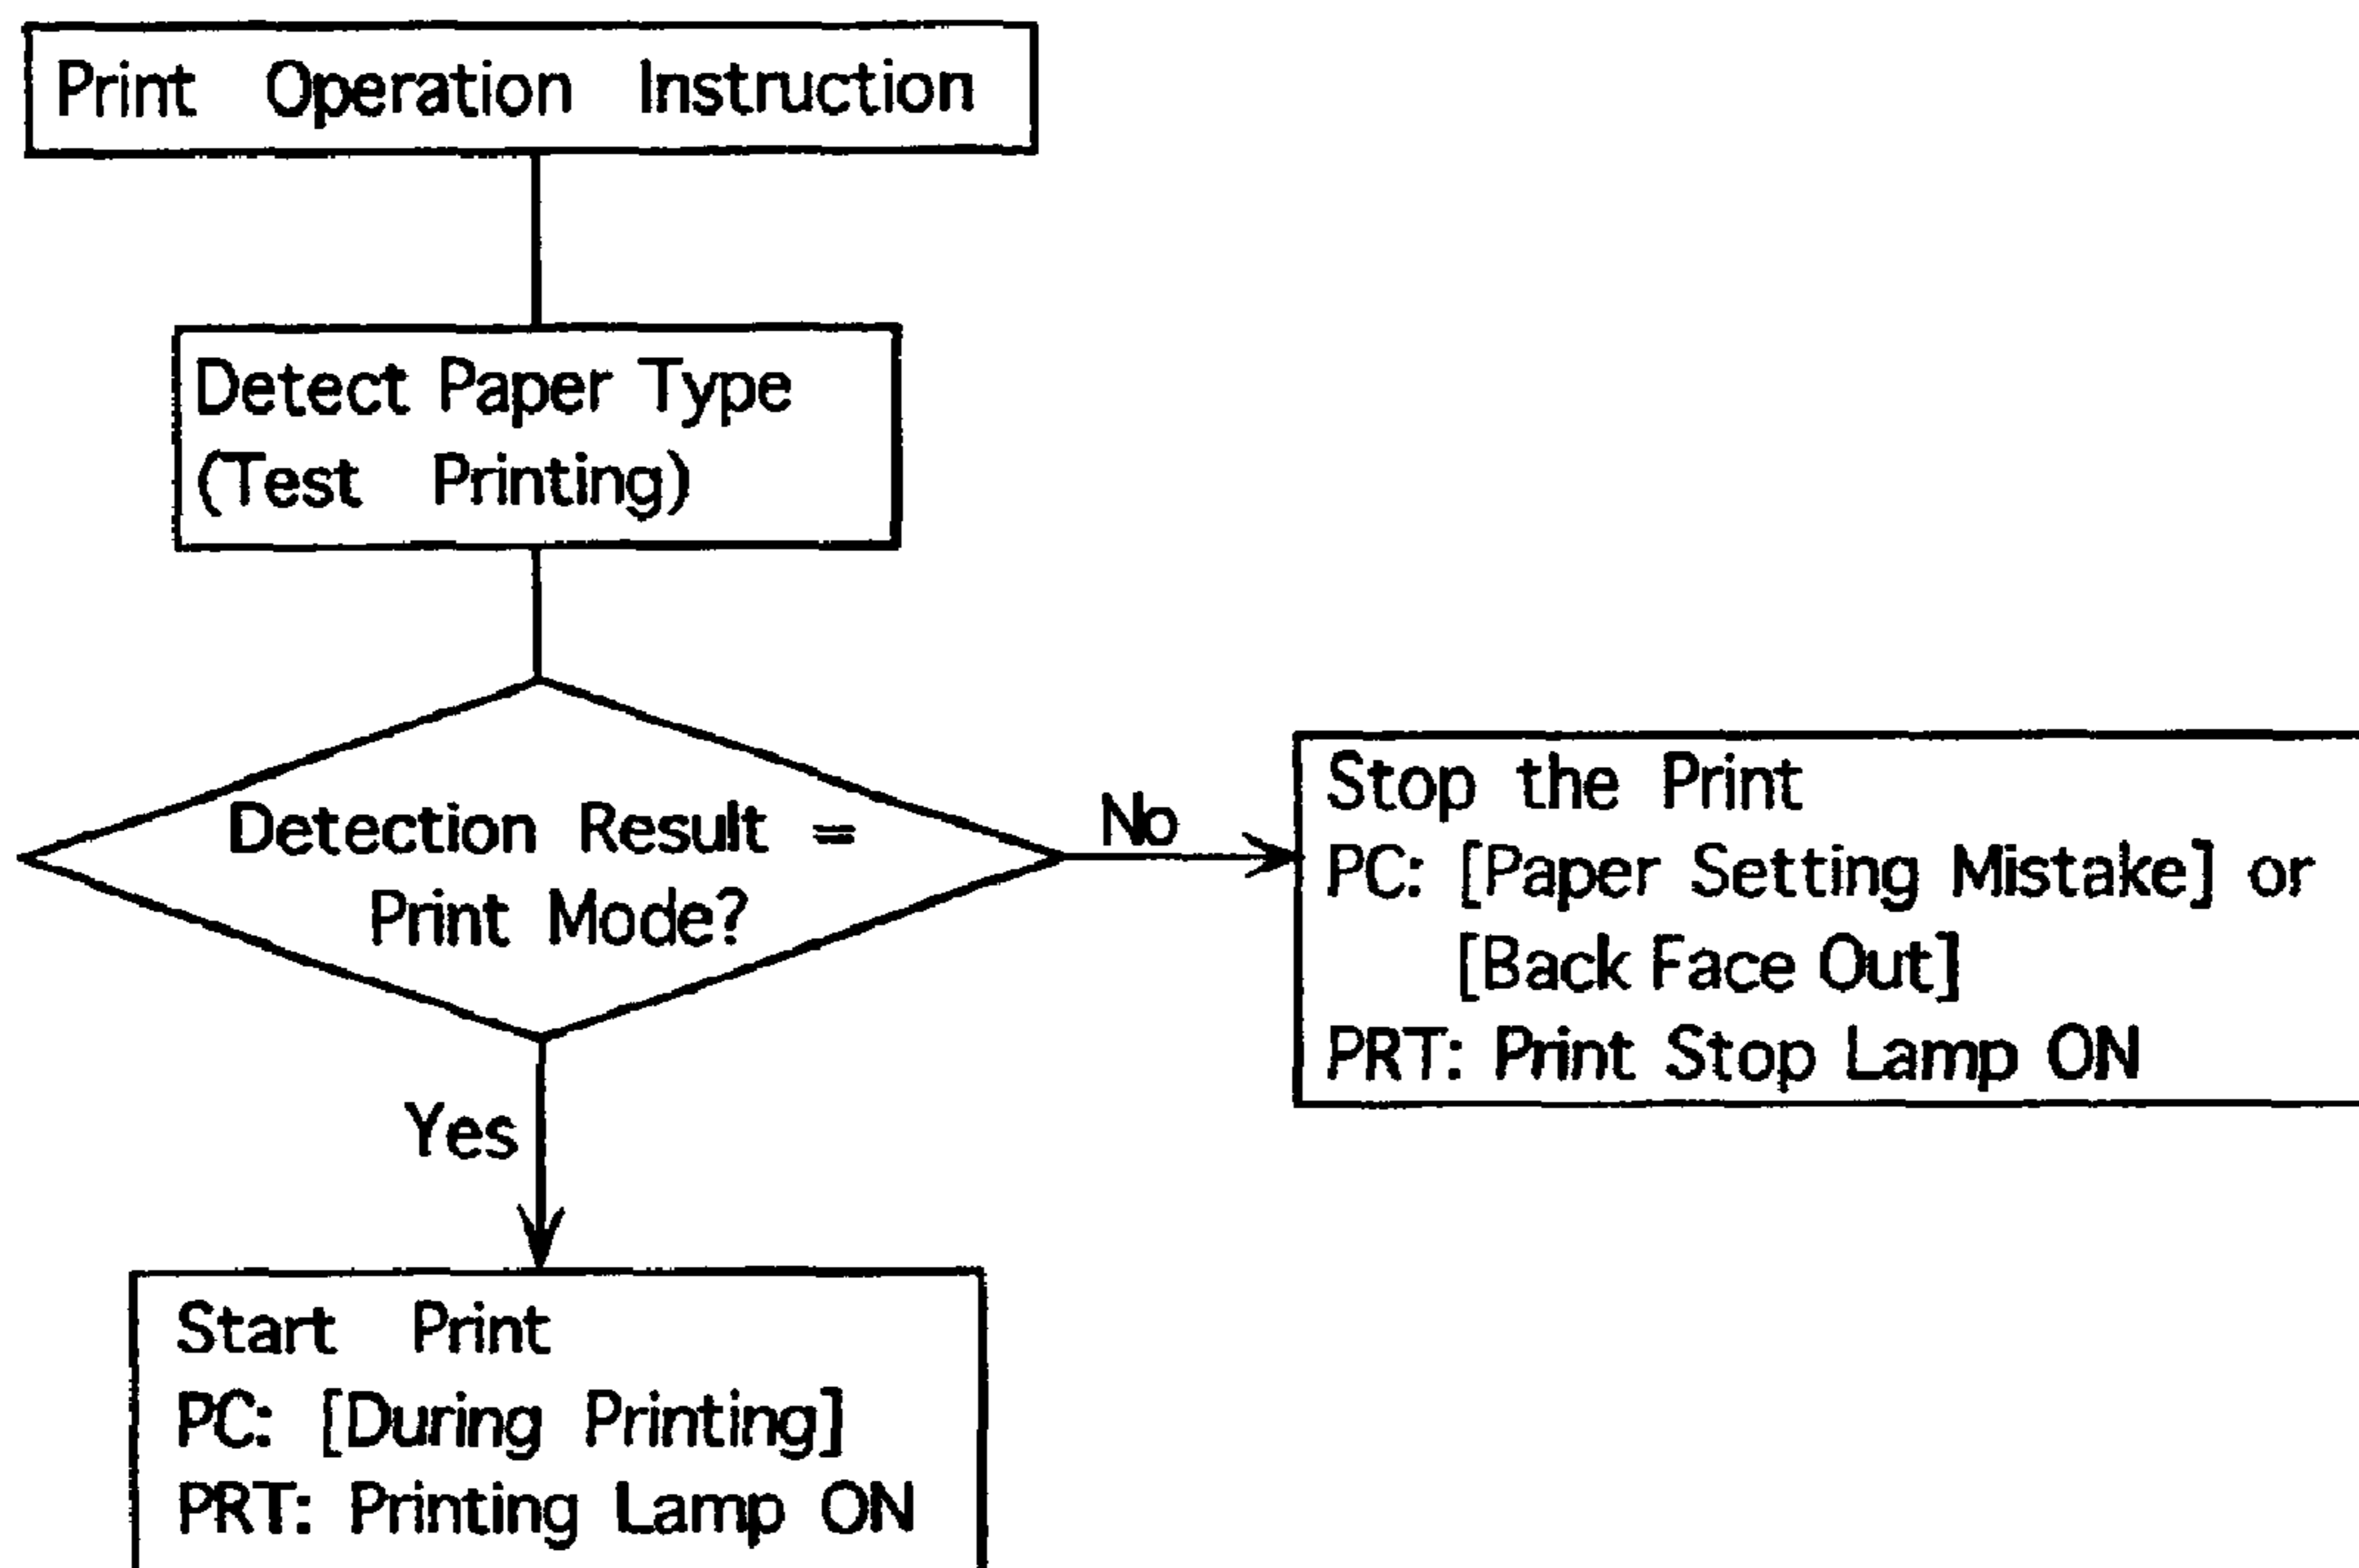 Print Operation Instruction
Detect Paper Type
(Test Printing)
Detection Result =
Print Mode?
No
Stop the Print
PC: [Paper Setting Mistake] or
[Back Face Out]
PRT: Print Stop Lamp ON
Yes
Start Print
PC: [During Printing]
PRT: Printing Lamp ON